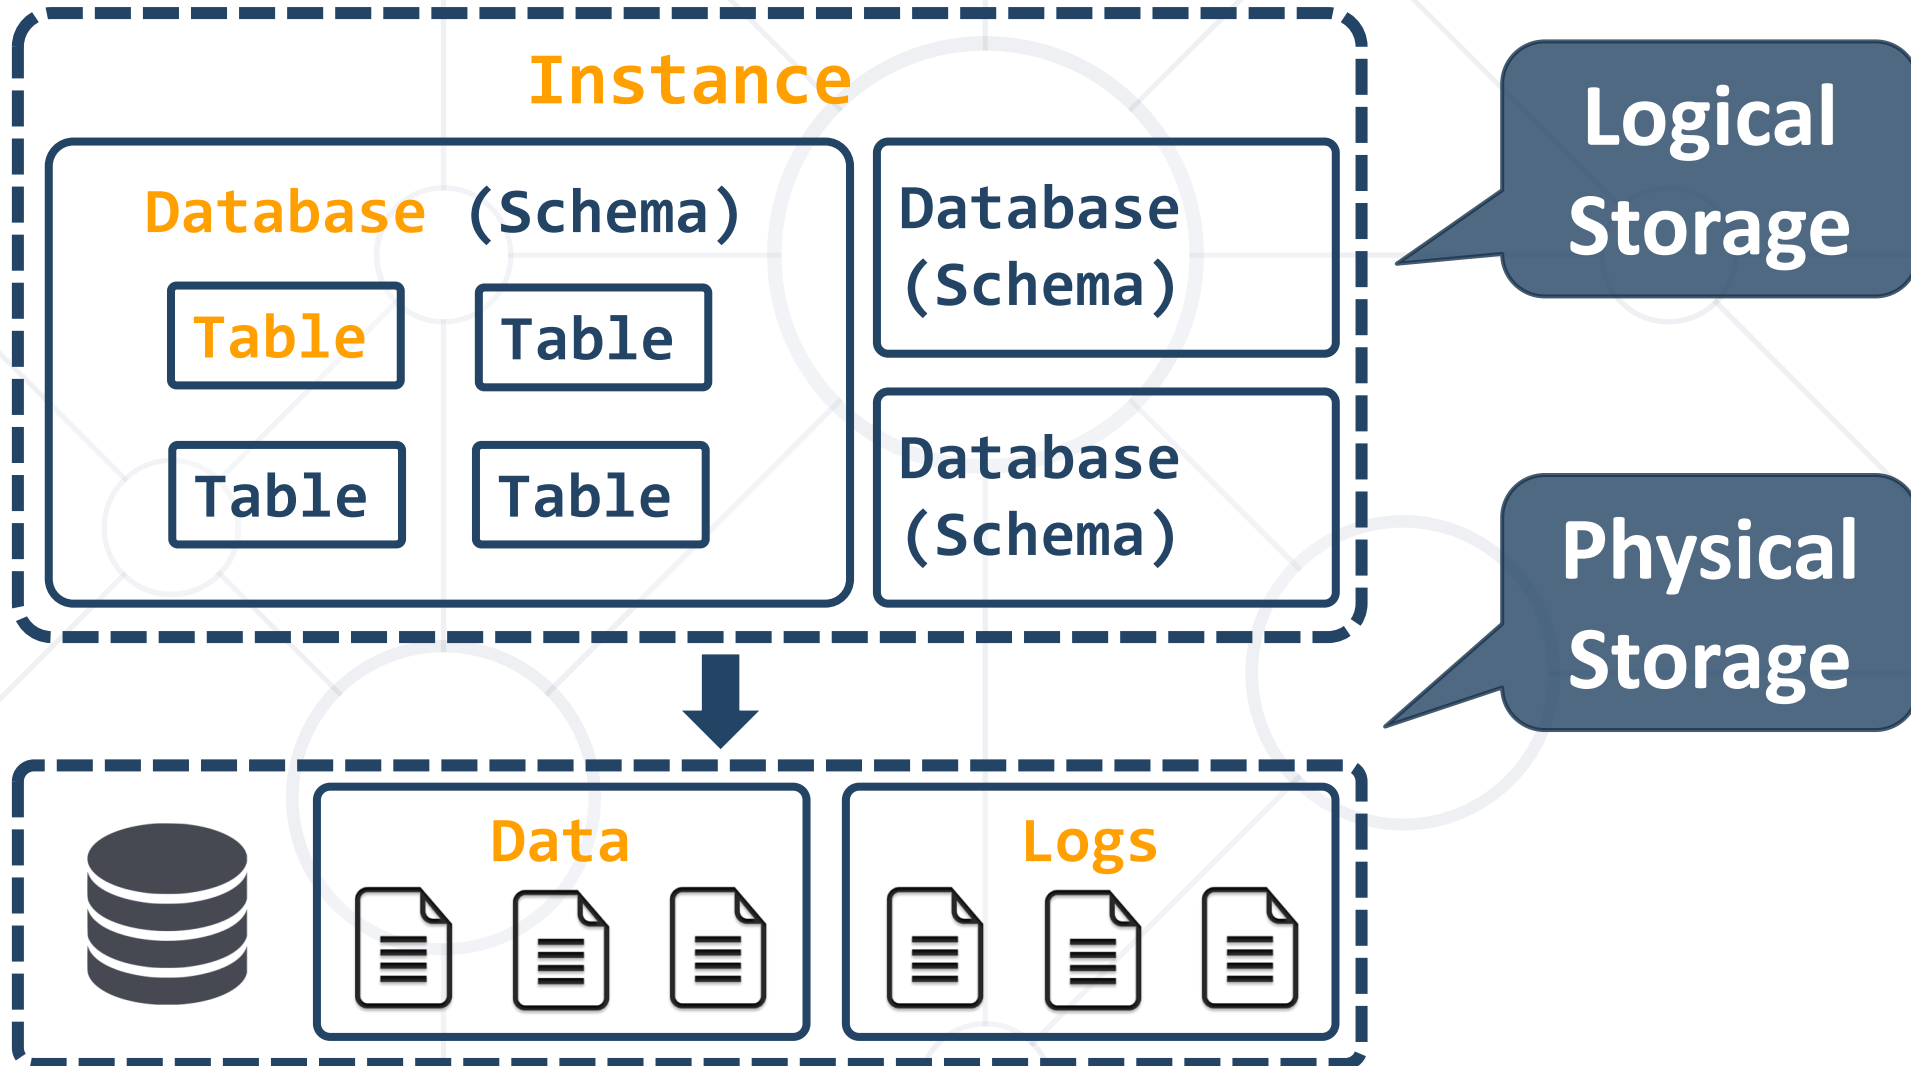 Instance
Database (Schema)
Table
Table
Table
Table
Database
(Schema)
Database
(Schema)
Logical
Storage
Physical
Storage
Data
Logs